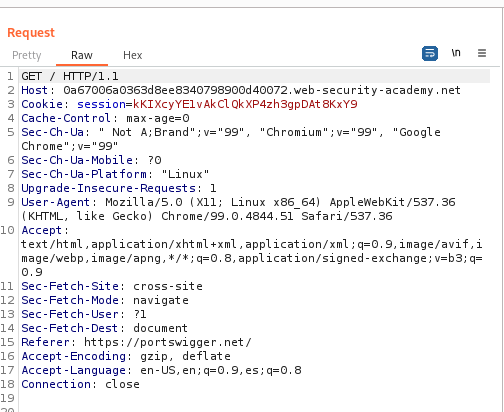 Request
Pretty Raw Hex
\n
1 GET / HTTP/1.1
2 Host: 0a67006a0363d8ee8340798900d40072.web-security-academy.net
3 Cookie: session=kKIXcyYE1vAkClQkXP4zh3gpDAt8KxY9
4 Cache-Control: max-age=0
5 Sec-Ch-Ua: " Not A;Brand";v="99", "Chromium";v="99", "Google
Chrome";v="99"
6 Sec-Ch-Ua-Mobile: ?0
7 Sec-Ch-Ua-Platform: "Linux"
8 Upgrade-Insecure-Requests: 1
9 User-Agent: Mozilla/5.0 (X11; Linux x86_64) AppleWebKit/537.36
(KHTML, like Gecko) Chrome/99.0.4844.51 Safari/537.36
10 Accept:
text/html,application/xhtml+xml,application/xml;q=0.9,image/avif,i
mage/webp,image/apng,*/*;q=0.8,application/signed-exchange;v=b3;q=
0.9
11 Sec-Fetch-Site: cross-site
12 Sec-Fetch-Mode: navigate
13 Sec-Fetch-User: ?1
14 Sec-Fetch-Dest: document
15 Referer: https://portswigger.net/
16 Accept-Encoding: gzip, deflate
17 Accept-Language: en-US,en;q=0.9,es;q=0.8
18 Connection: close
19
20